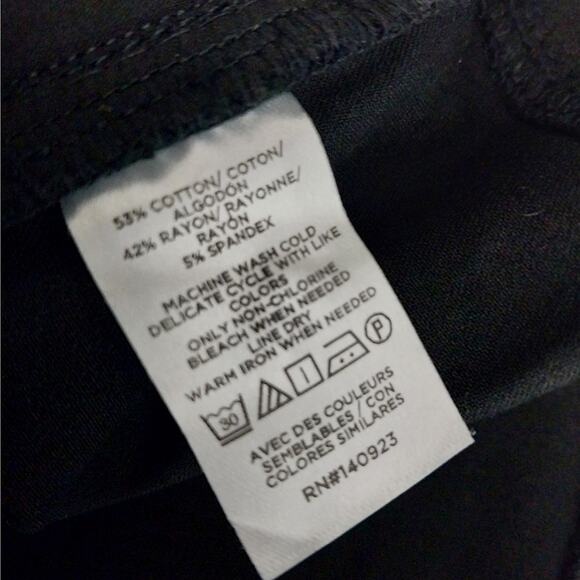 53% COTTON/ COTON/
ALGODÓN
42% RAYON/ RAYONNE/
RAYÓN
5% SPANDEX
MACHINE WASH COLD
DELICATE CYCLE WITH LIKE
COLORS
ONLY NON-CHLORINE
BLEACH WHEN NEEDED
LINE DRY
WARM IRON WHEN NEEDED
30 P
AVEC DES COULEURS
SEMBLABLES / CON
COLORES SIMILARES
RN#140923